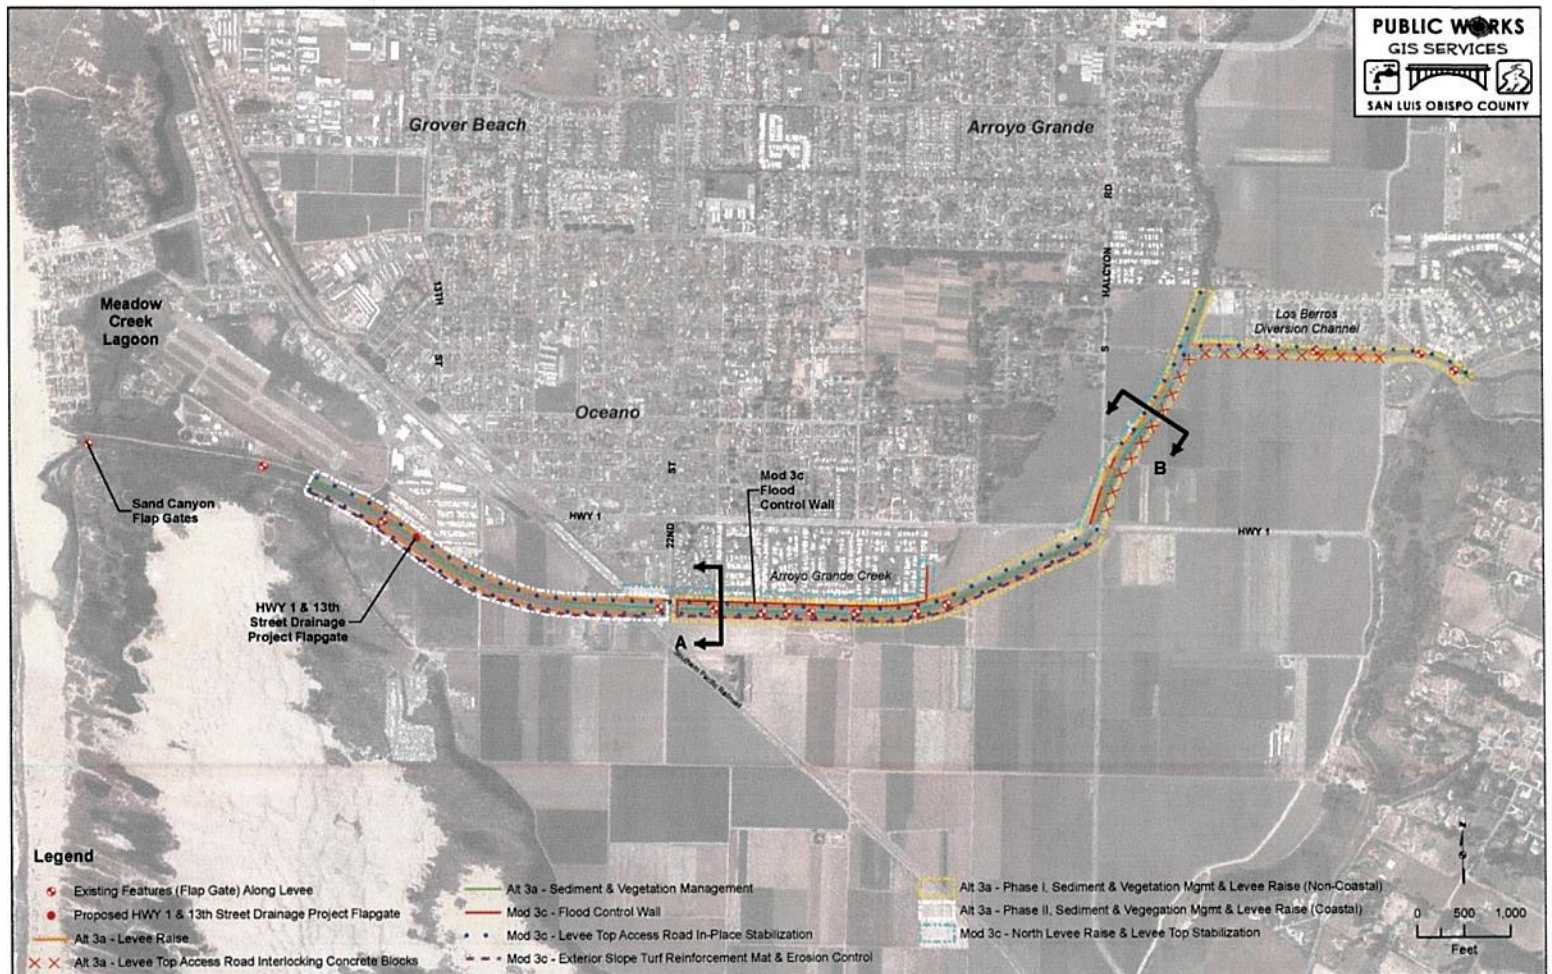 PUBLIC WORKS
GIS SERVICES
SAN LUIS OBISPO COUNTY
Grover Beach
Arroyo Grande
RD
HALCYON
S
Meadow
Creek
Lagoon
13TH
ST
Los Berros
Diversion Channel
Oceano
B
ST
22ND
Mod 3c
Flood
Control Wall
Sand Canyon
Flap Gates
HWY 1
HWY 1
Arroyo Grande Creek
HWY 1 & 13th
Street Drainage
Project Flapgate
A
Southern Pacific Railroad
Legend
Existing Features (Flap Gate) Along Levee
Proposed HWY 1 & 13th Street Drainage Project Flapgate
Alt 3a - Levee Raise
Alt 3a - Levee Top Access Road Interlocking Concrete Blocks
Alt 3a - Sediment & Vegetation Management
Mod 3c - Flood Control Wall
Mod 3c - Levee Top Access Road In-Place Stabilization
Mod 3c - Exterior Slope Turf Reinforcement Mat & Erosion Control
Alt 3a - Phase I, Sediment & Vegetation Mgmt & Levee Raise (Non-Coastal)
Alt 3a - Phase II, Sediment & Vegegation Mgmt & Levee Raise (Coastal)
Mod 3c - North Levee Raise & Levee Top Stabilization
0 500 1,000
Feet